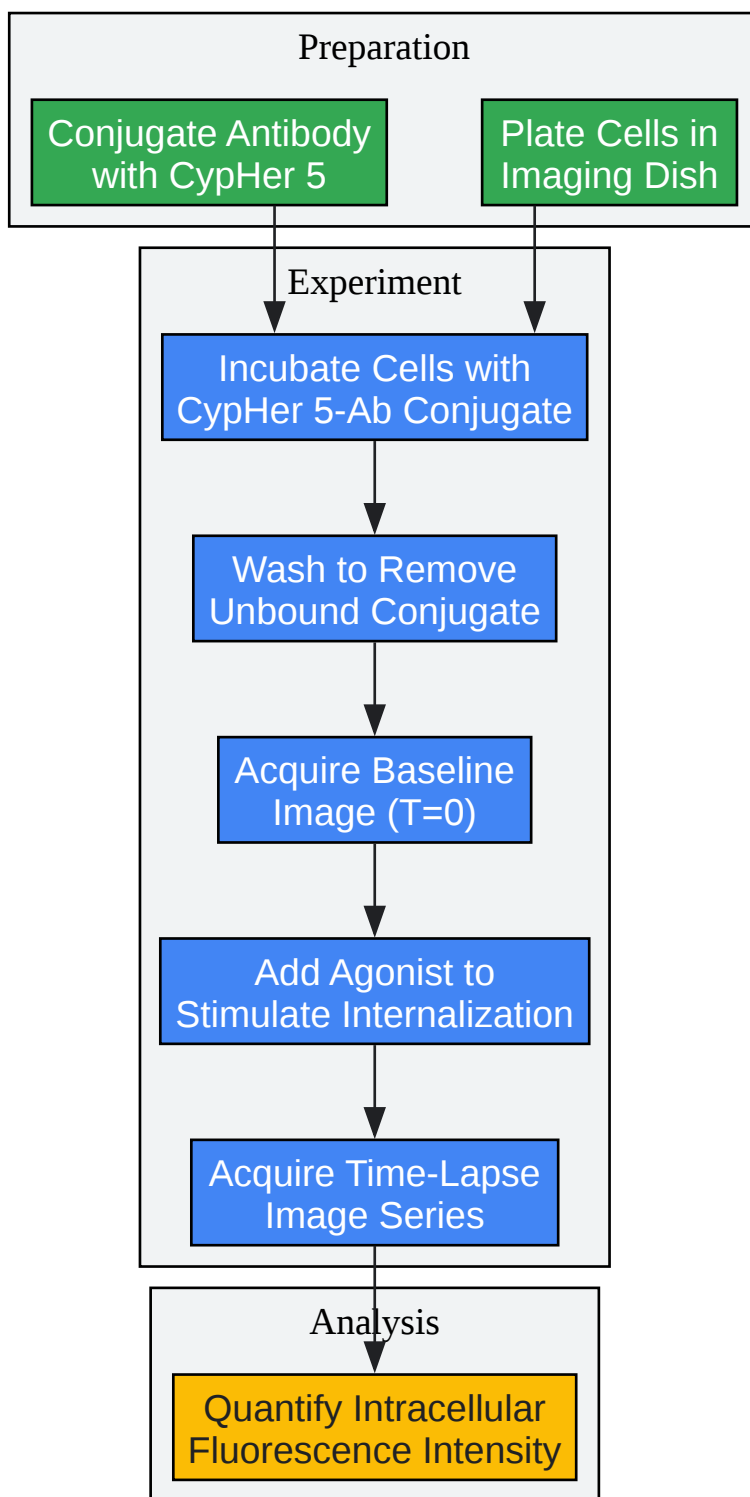 Preparation
Conjugate Antibody
with CypHer 5
Plate Cells in
Imaging Dish
Experiment
Incubate Cells with
CypHer 5-Ab Conjugate
Wash to Remove
Unbound Conjugate
Acquire Baseline
Image (T=0)
Add Agonist to
Stimulate Internalization
Acquire Time-Lapse
Image Series
Analysis
Quantify Intracellular
Fluorescence Intensity